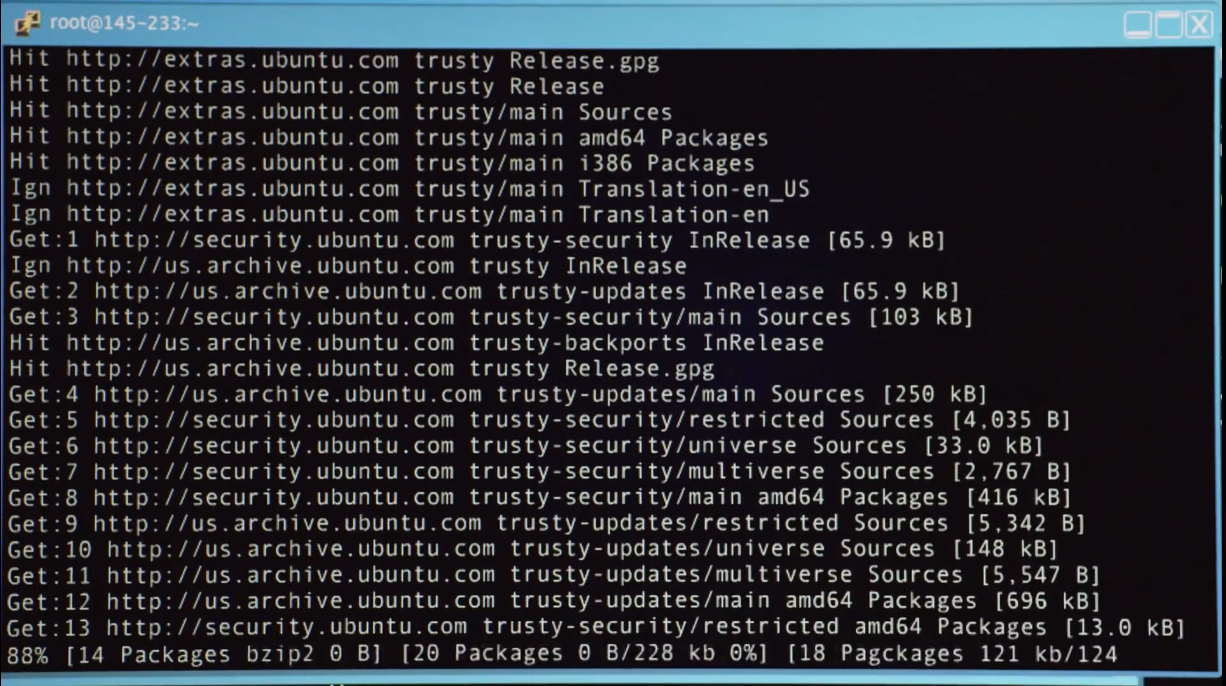 root@145-233:~
Hit http://extras.ubuntu.com trusty Release.gpg
Hit http://extras.ubuntu.com trusty Release
Hit http://extras.ubuntu.com trusty/main Sources
Hit http://extras.ubuntu.com trusty/main amd64 Packages
Hit http://extras.ubuntu.com trusty/main i386 Packages
Ign http://extras.ubuntu.com trusty/main Translation-en_US
Ign http://extras.ubuntu.com trusty/main Translation-en
Get:1 http://security.ubuntu.com trusty-security InRelease [65.9 kB]
Ign http://us.archive.ubuntu.com trusty InRelease
Get:2 http://us.archive.ubuntu.com trusty-updates InRelease [65.9 kB]
Get:3 http://security.ubuntu.com trusty-security/main Sources [103 kB]
Hit http://us.archive.ubuntu.com trusty-backports InRelease
Hit http://us.archive.ubuntu.com trusty Release.gpg
Get:4 http://us.archive.ubuntu.com trusty-updates/main Sources [250 kB]
Get:5 http://security.ubuntu.com trusty-security/restricted Sources [4,035 B]
Get:6 http://security.ubuntu.com trusty-security/universe Sources [33.0 kB]
Get:7 http://security.ubuntu.com trusty-security/multiverse Sources [2,767 B]
Get:8 http://security.ubuntu.com trusty-security/main amd64 Packages [416 kB]
Get:9 http://us.archive.ubuntu.com trusty-updates/restricted Sources [5,342 B]
Get:10 http://us.archive.ubuntu.com trusty-updates/universe Sources [148 kB]
Get:11 http://us.archive.ubuntu.com trusty-updates/multiverse Sources [5,547 B]
Get:12 http://us.archive.ubuntu.com trusty-updates/main amd64 Packages [696 kB]
Get:13 http://security.ubuntu.com trusty-security/restricted amd64 Packages [13.0 kB]
88% [14 Packages bzip2 0 B] [20 Packages 0 B/228 kb 0%] [18 Pagckages 121 kb/124